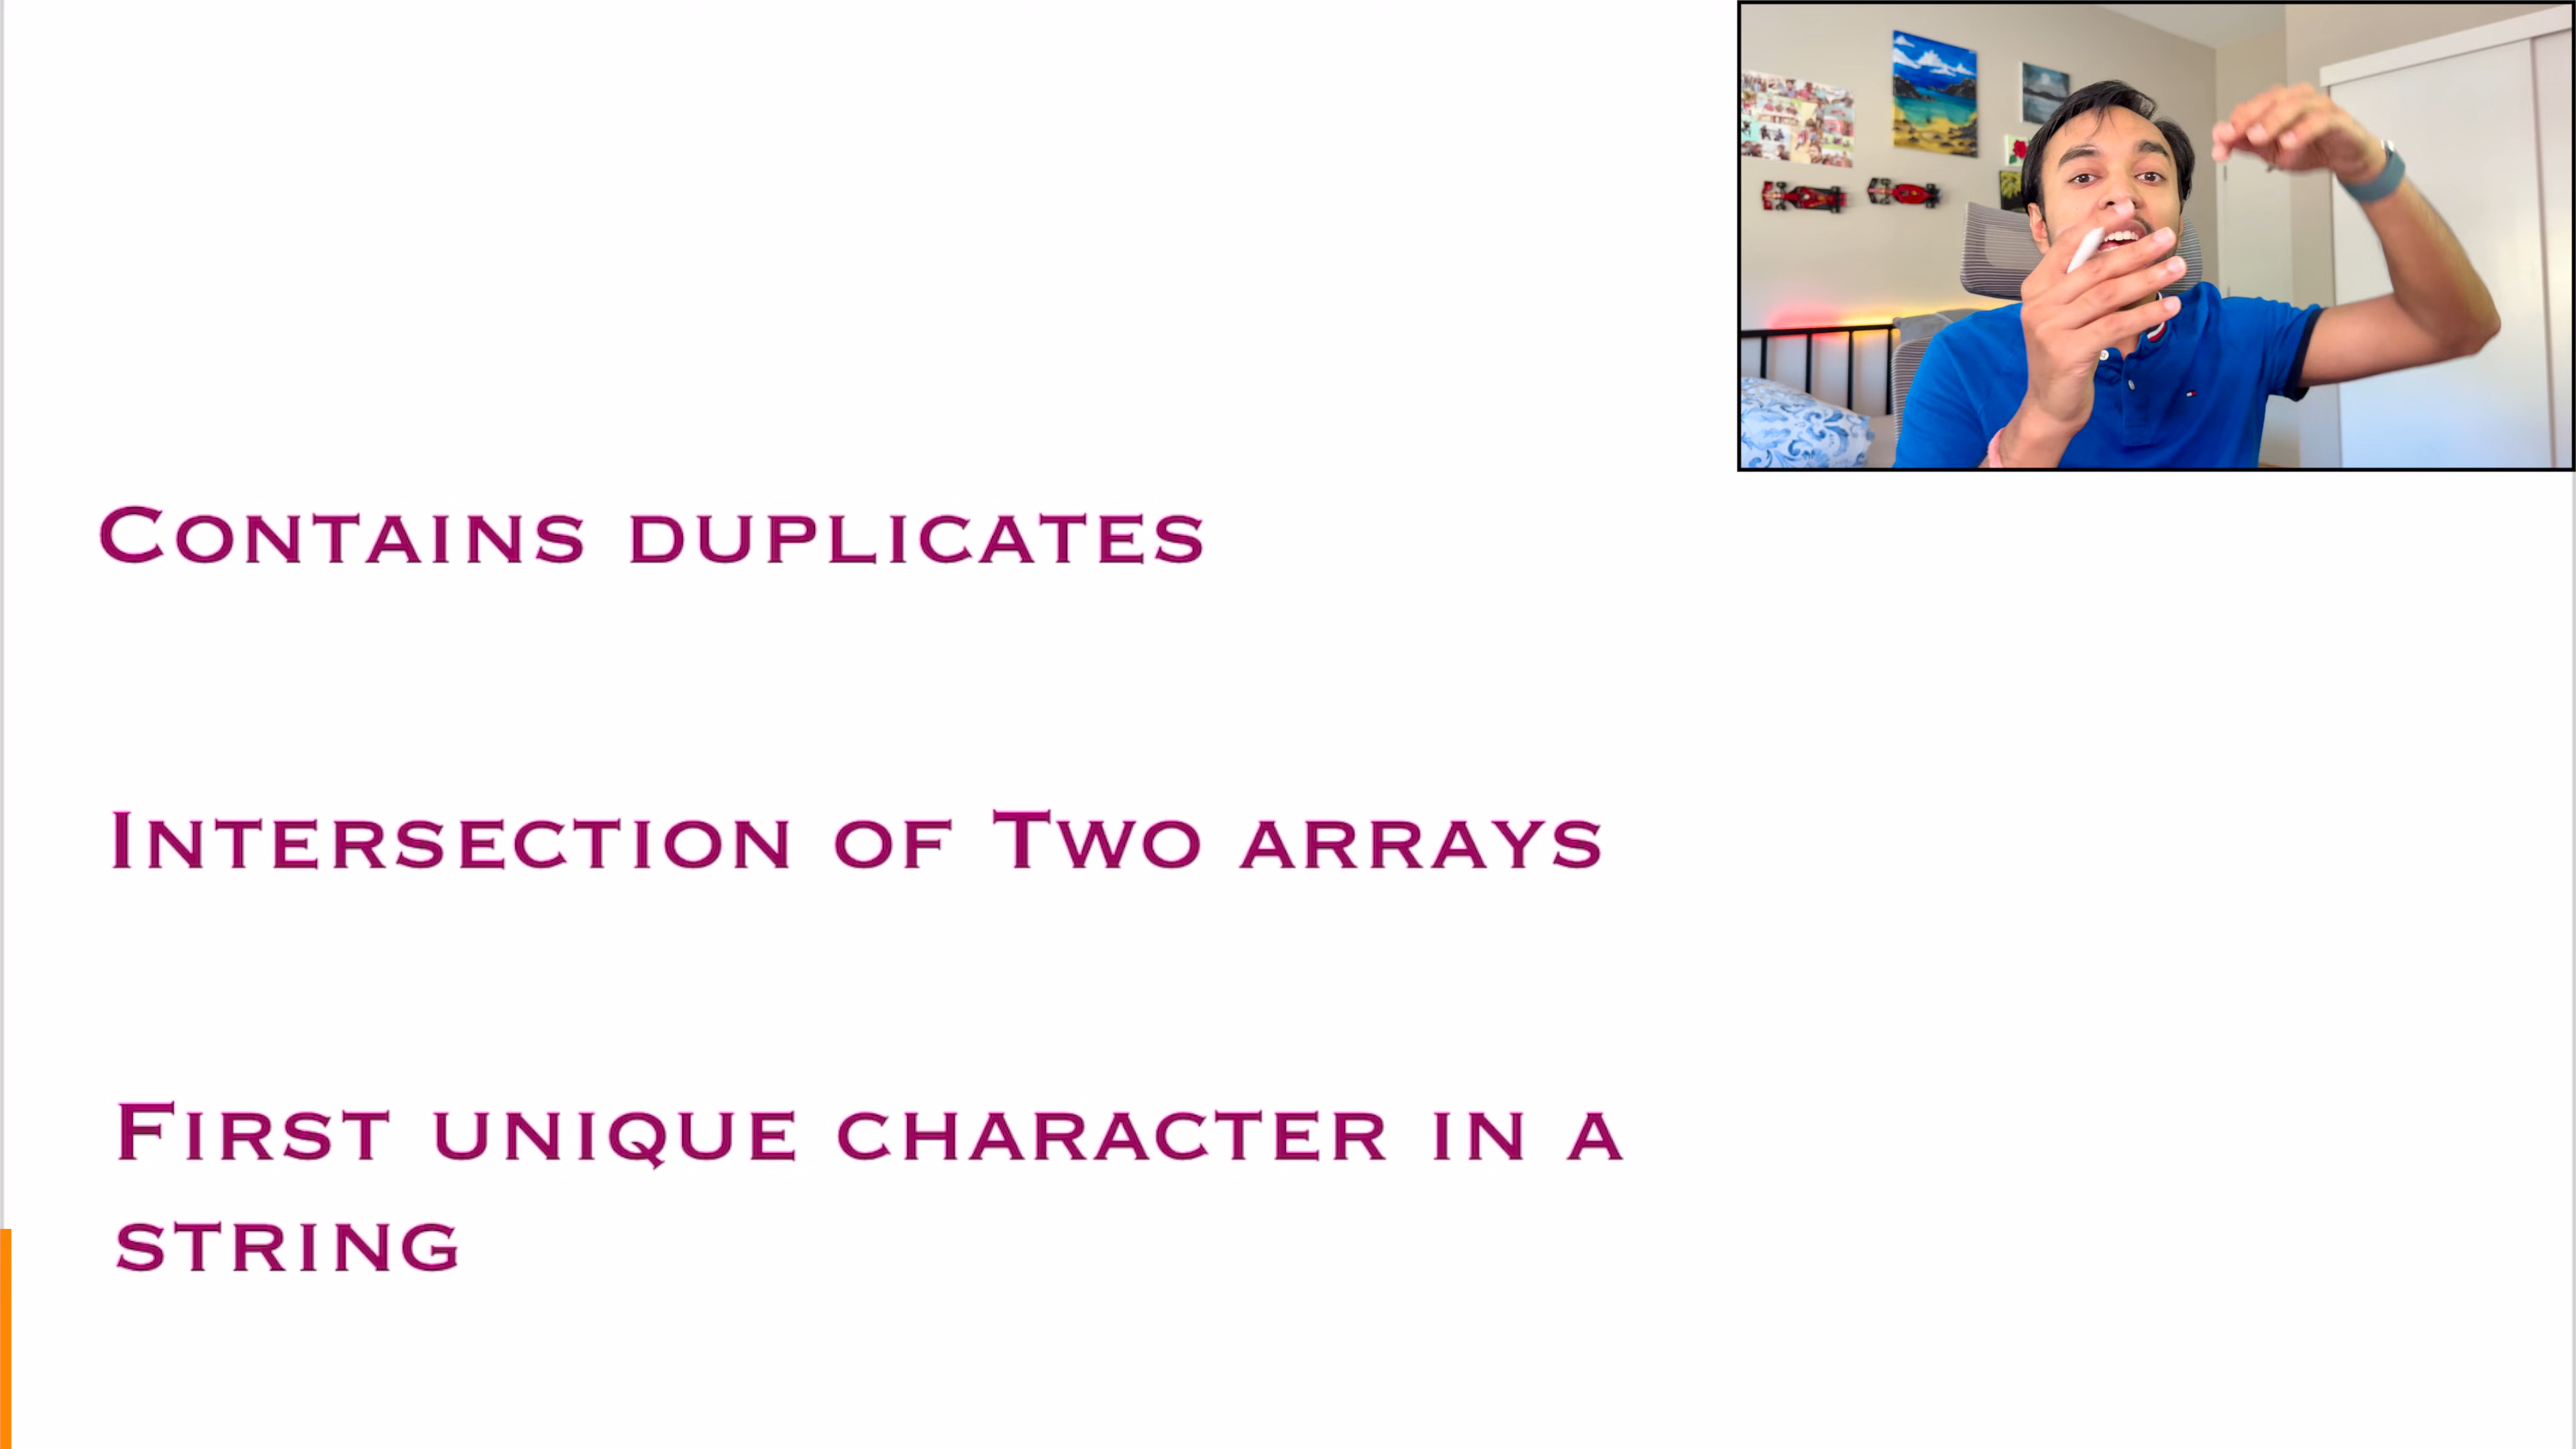 Contains duplicates
Intersection of Two arrays
First unique character in a
string